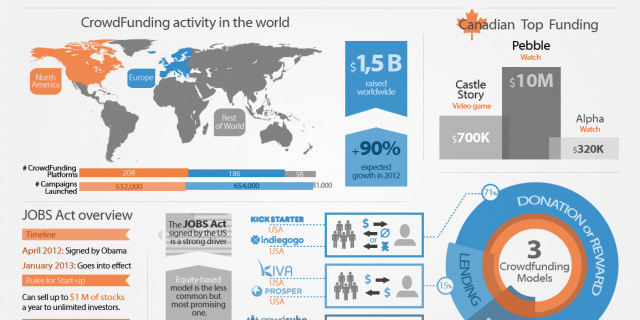 CrowdFunding activity in the world
North
America
Europe
Rest
of World
# CrowdFunding
Platforms
208
186
58
# Campaigns
Launched
532,000
654,000
11,000
$1,5 B
raised
worldwide
+90%
expected
growth in 2012
Canadian Top Funding
Pebble
Watch
$10M
Castle
Story
Video game
$700K
Alpha
Watch
$320K
JOBS Act overview
Timeline
April 2012: Signed by Obama
January 2013: Goes into effect
Rules for Start-up
Can sell up to $1 M of stocks
a year to unlimited investors.
The JOBS Act
signed by the US
is a strong driver
Equity-based
model is the less
common but
most promising
one.
KICKSTARTER
USA
indiegogo
USA
$
or
KIVA
USA
PROSPER
USA
$
$
71%
15%
DONATION or REWARD
LENDING
3
Crowdfunding
Models